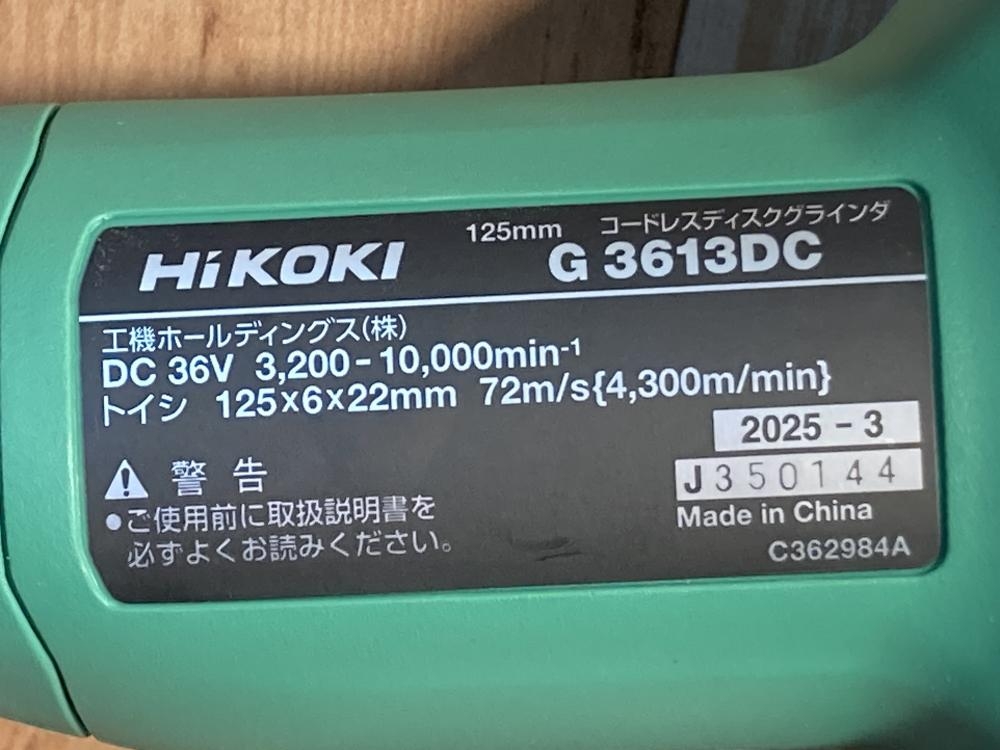 HiKOKI 125mm コードレスディスクグラインダ
G 3613DC
工機ホールディングス(株)
DC 36V 3,200-10,000min-1
トイシ 125×6×22mm 72m/s{4,300m/min}
2025 - 3
J350144
⚠ 警告
Made in China
●ご使用前に取扱説明書を
必ずよくお読みください。
C362984A